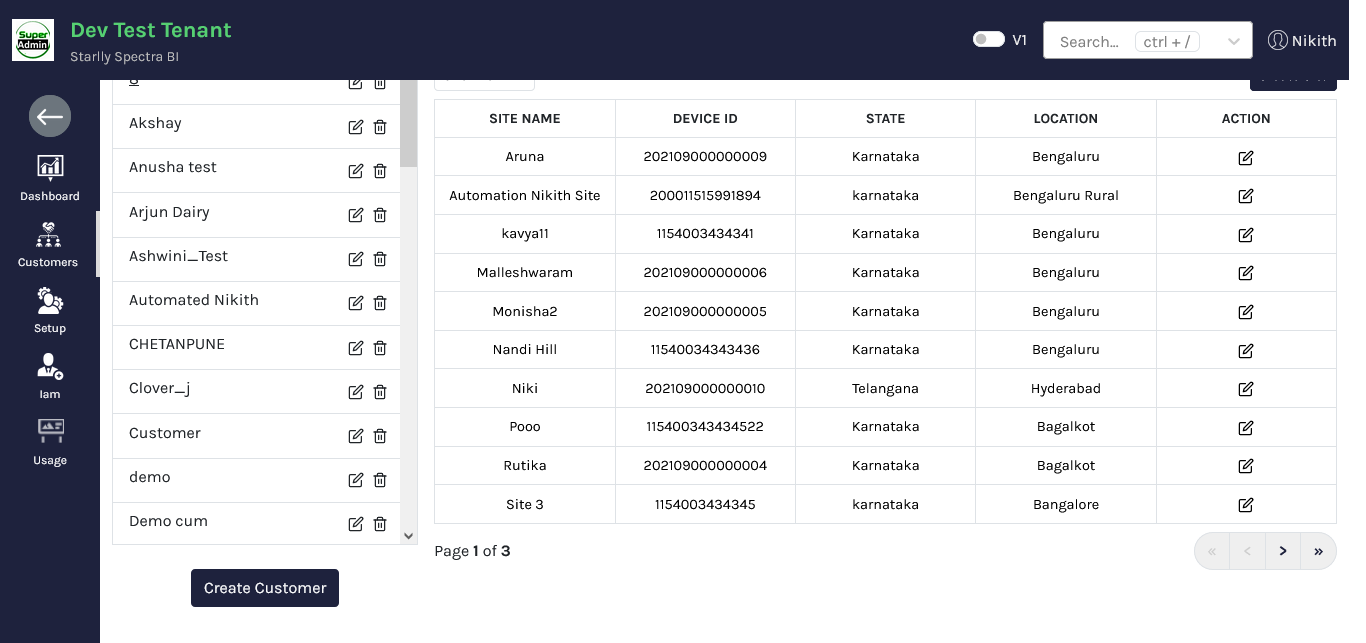 Super
Admin
Dev Test Tenant
Starlly Spectra BI
V1
Search...
ctrl + /
Nikith
Dashboard
Customers
Setup
Iam
Usage
Akshay
Anusha test
Arjun Dairy
Ashwini_Test
Automated Nikith
CHETANPUNE
Clover_j
Customer
demo
Demo cum
Create Customer
SITE NAME DEVICE ID STATE LOCATION ACTION
Aruna 202109000000009 Karnataka Bengaluru
Automation Nikith Site 200011515991894 karnataka Bengaluru Rural
kavya11 1154003434341 Karnataka Bengaluru
Malleshwaram 202109000000006 Karnataka Bengaluru
Monisha2 202109000000005 Karnataka Bengaluru
Nandi Hill 11540034343436 Karnataka Bengaluru
Niki 202109000000010 Telangana Hyderabad
Pooo 115400343434522 Karnataka Bagalkot
Rutika 202109000000004 Karnataka Bagalkot
Site 3 1154003434345 karnataka Bangalore
Page 1 of 3
« ‹ › »